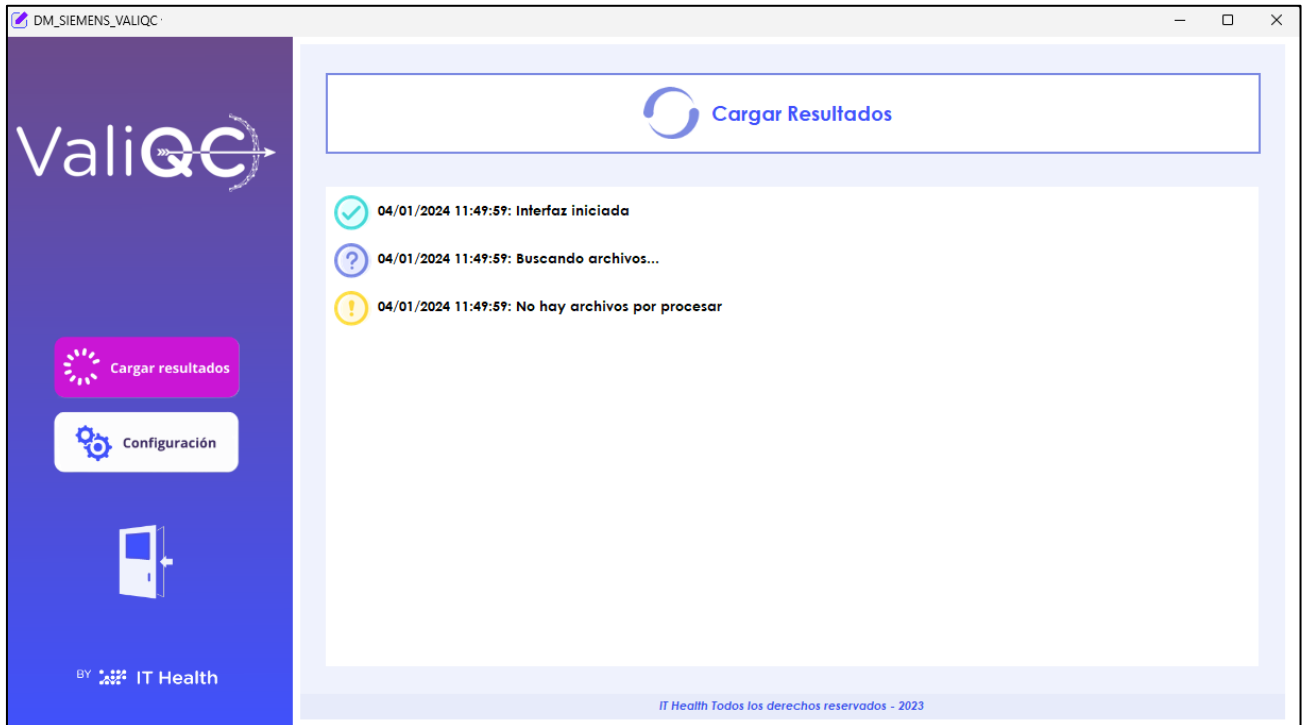 DM_SIEMENS_VALIQC
ValiQC
Cargar resultados
Configuración
BY IT Health
Cargar Resultados
04/01/2024 11:49:59: Interfaz iniciada
04/01/2024 11:49:59: Buscando archivos...
04/01/2024 11:49:59: No hay archivos por procesar
IT Health Todos los derechos reservados - 2023